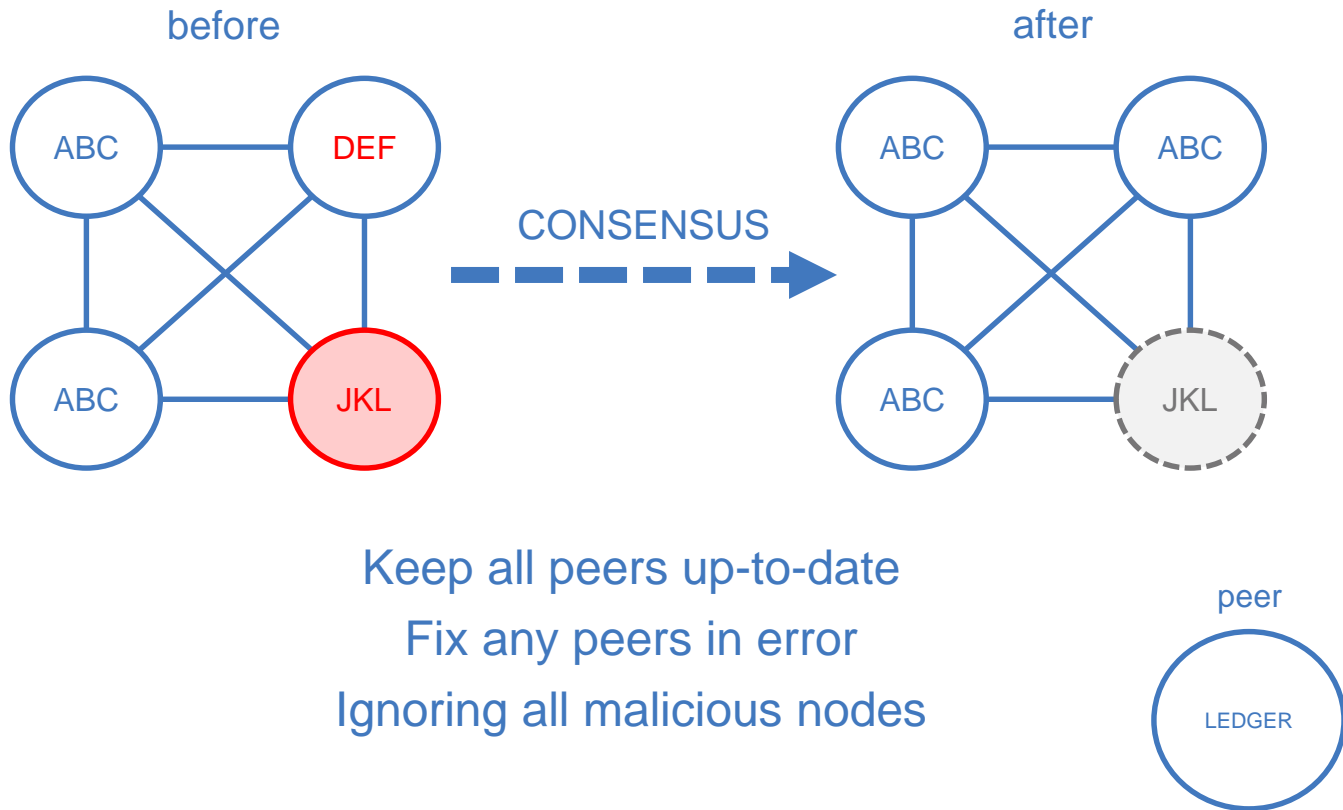 before
after
ABC
DEF
ABC
ABC
CONSENSUS
ABC
JKL
ABC
JKL
Keep all peers up-to-date
Fix any peers in error
Ignoring all malicious nodes
peer
LEDGER